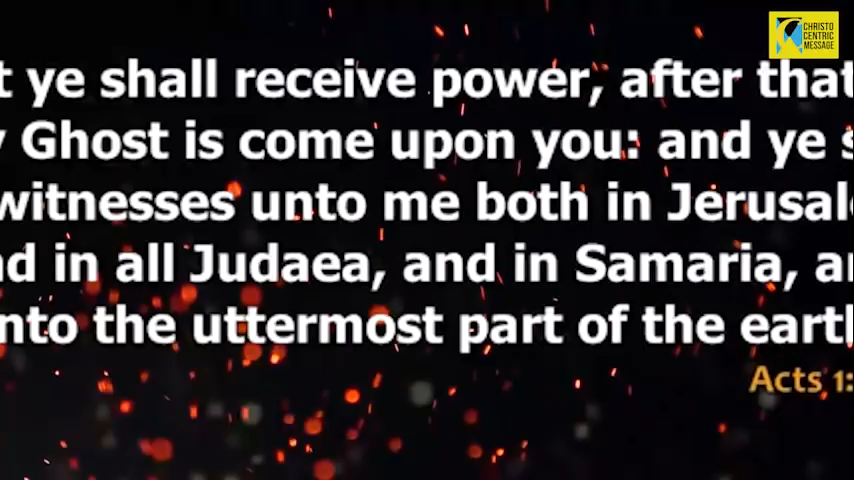 CHRISTO
CENTRIC
MESSAGE
t ye shall receive power, after that
y Ghost is come upon you: and ye s
witnesses unto me both in Jerusal
nd in all Judaea, and in Samaria, a
nto the uttermost part of the eart
Acts 1: